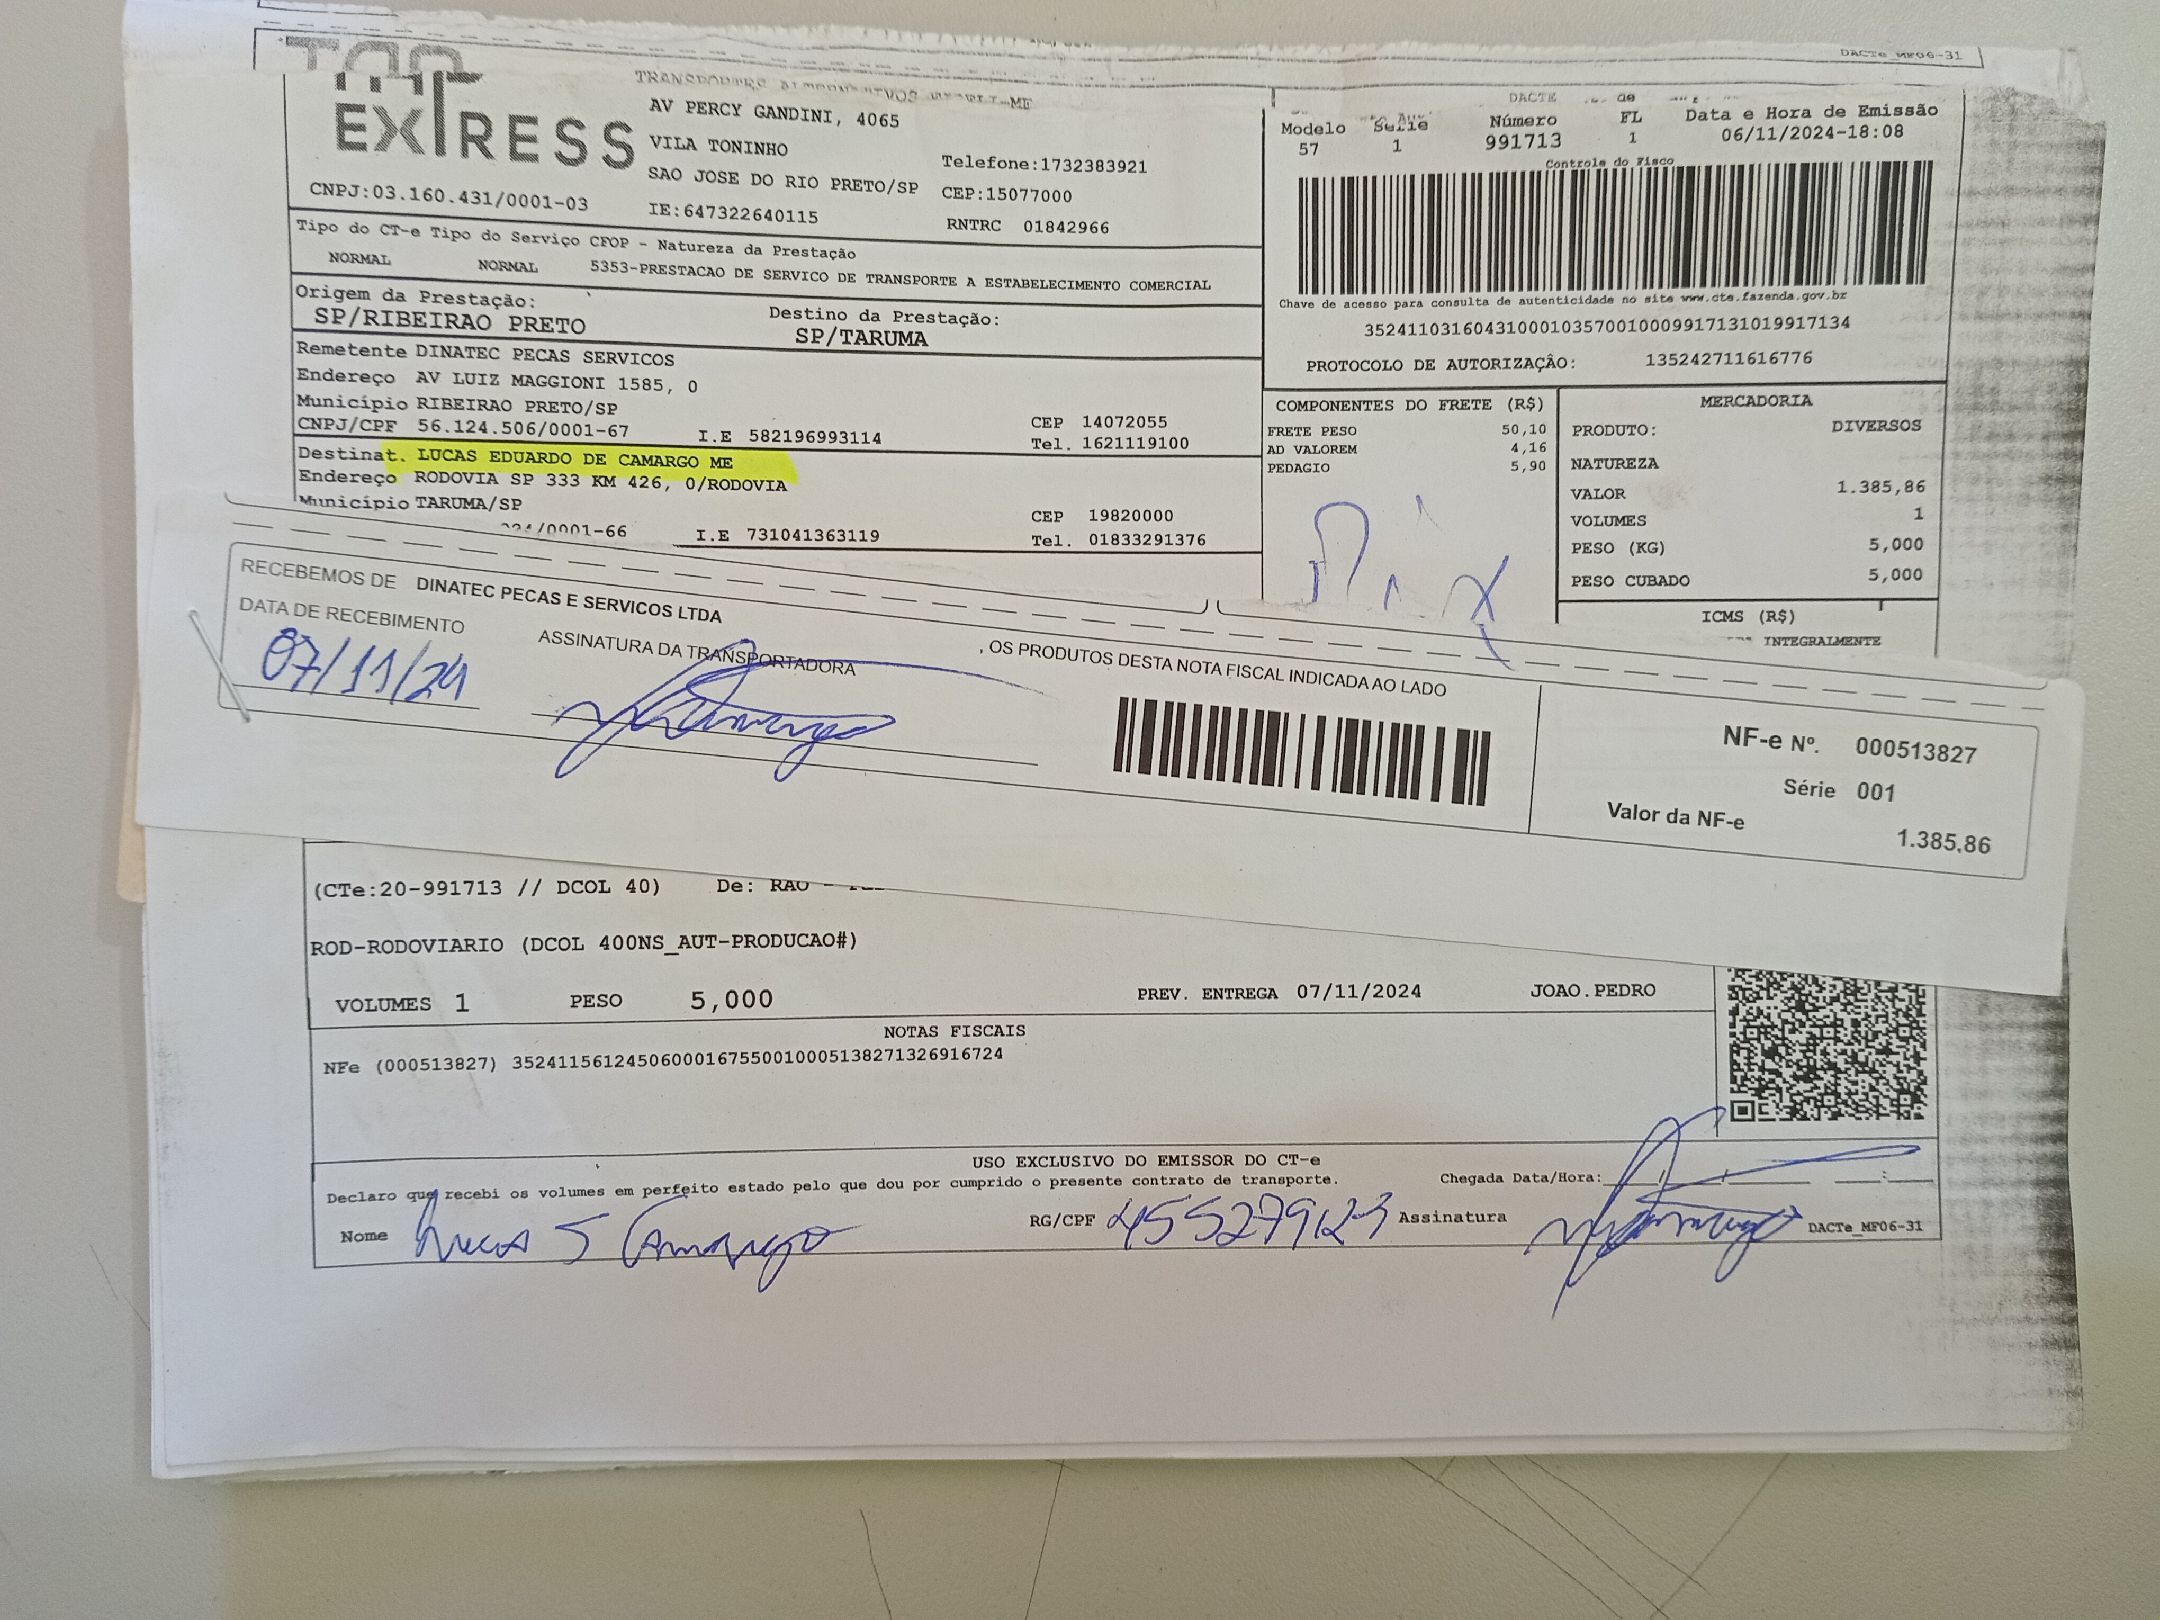 DACTe_MF06-31
EXPRESS
AV PERCY GANDINI, 4065
VILA TONINHO
SAO JOSE DO RIO PRETO/SP
Telefone:1732383921
CEP:15077000
CNPJ:03.160.431/0001-03
IE:647322640115
RNTRC 01842966
DACTE
Modelo Serie Número FL Data e Hora de Emissão
57 1 991713 1 06/11/2024-18:08
Controle do Fisco
Chave de acesso para consulta de autenticidade no site www.cte.fazenda.gov.br
35241103160431000103570010009917131019917134
PROTOCOLO DE AUTORIZAÇÃO: 135242711616776
Tipo do CT-e Tipo do Serviço CFOP - Natureza da Prestação
NORMAL NORMAL 5353-PRESTACAO DE SERVICO DE TRANSPORTE A ESTABELECIMENTO COMERCIAL
Origem da Prestação: Destino da Prestação:
SP/RIBEIRAO PRETO SP/TARUMA
Remetente DINATEC PECAS SERVICOS
Endereço AV LUIZ MAGGIONI 1585, 0
Município RIBEIRAO PRETO/SP CEP 14072055
CNPJ/CPF 56.124.506/0001-67 I.E 582196993114 Tel. 1621119100
Destinat. LUCAS EDUARDO DE CAMARGO ME
Endereço RODOVIA SP 333 KM 426, 0/RODOVIA
Município TARUMA/SP CEP 19820000
/0001-66 I.E 731041363119 Tel. 01833291376
COMPONENTES DO FRETE (R$)
FRETE PESO 50,10
AD VALOREM 4,16
PEDAGIO 5,90
MERCADORIA
PRODUTO: DIVERSOS
NATUREZA
VALOR 1.385,86
VOLUMES 1
PESO (KG) 5,000
PESO CUBADO 5,000
ICMS (R$)
INTEGRALMENTE
Pix
RECEBEMOS DE DINATEC PECAS E SERVICOS LTDA , OS PRODUTOS DESTA NOTA FISCAL INDICADA AO LADO
DATA DE RECEBIMENTO ASSINATURA DA TRANSPORTADORA
07/11/24
NF-e Nº. 000513827
Série 001
Valor da NF-e
1.385,86
(CTe:20-991713 // DCOL 40) De: RAO -
ROD-RODOVIARIO (DCOL 400NS_AUT-PRODUCAO#)
VOLUMES 1 PESO 5,000 PREV. ENTREGA 07/11/2024 JOAO.PEDRO
NOTAS FISCAIS
NFe (000513827) 35241156124506000167550010005138271326916724
USO EXCLUSIVO DO EMISSOR DO CT-e
Declaro que recebi os volumes em perfeito estado pelo que dou por cumprido o presente contrato de transporte. Chegada Data/Hora:
Nome Lucas Camargo RG/CPF Assinatura DACTe_MF06-31